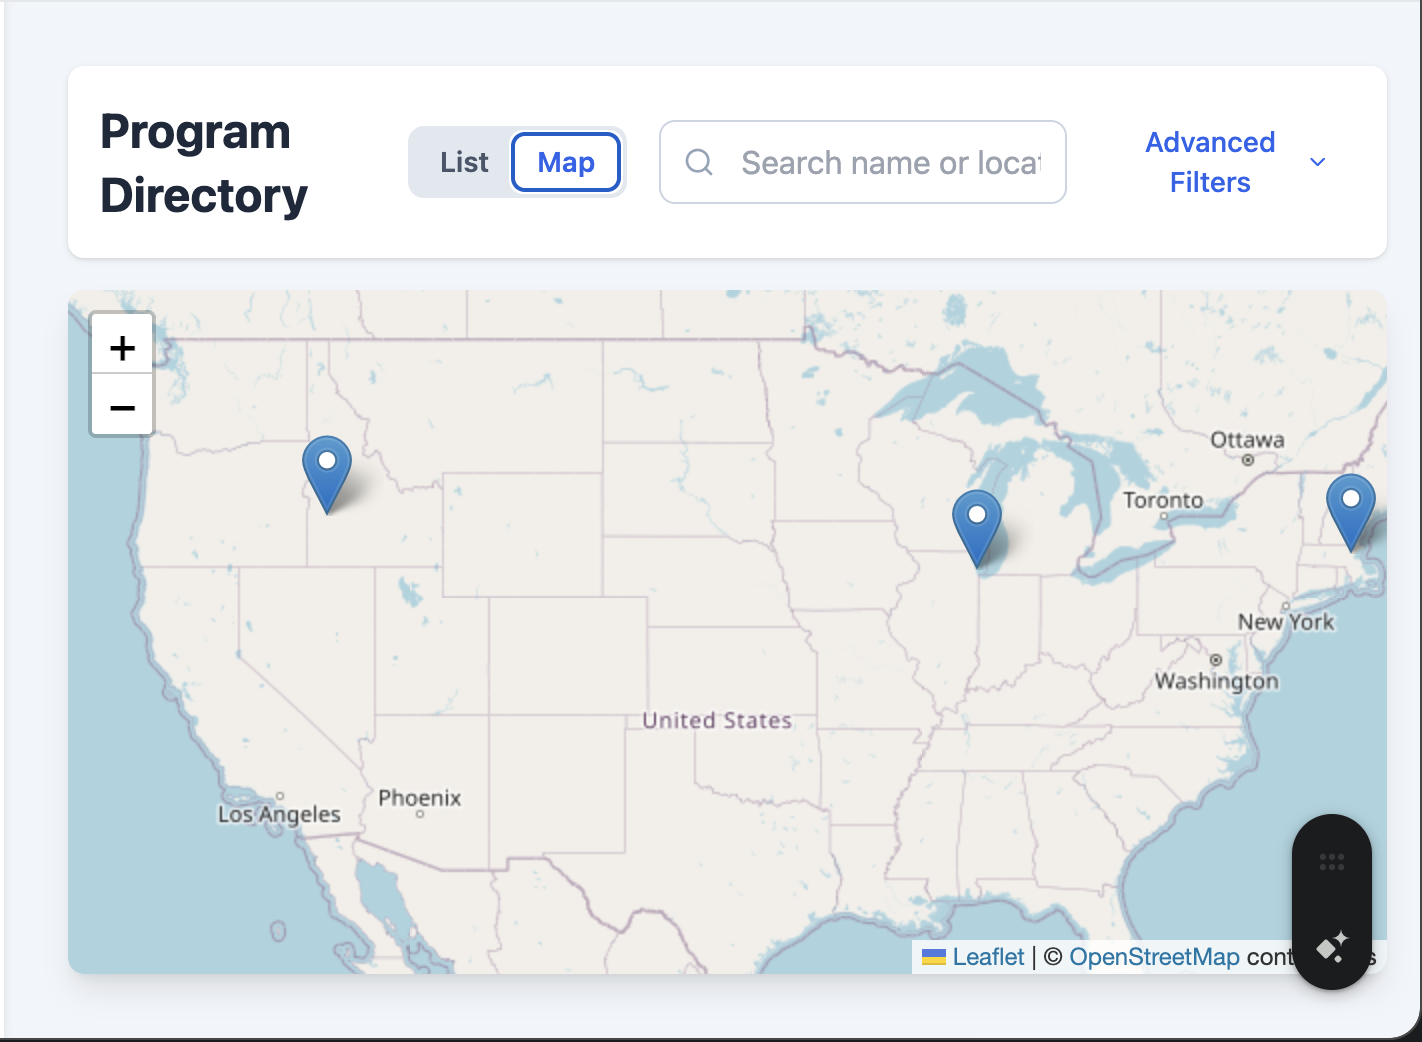 Program
Directory
List
Map
Search name or locat
Advanced
Filters
+
−
Ottawa
Toronto
New York
Washington
United States
Phoenix
Los Angeles
Leaflet | © OpenStreetMap cont